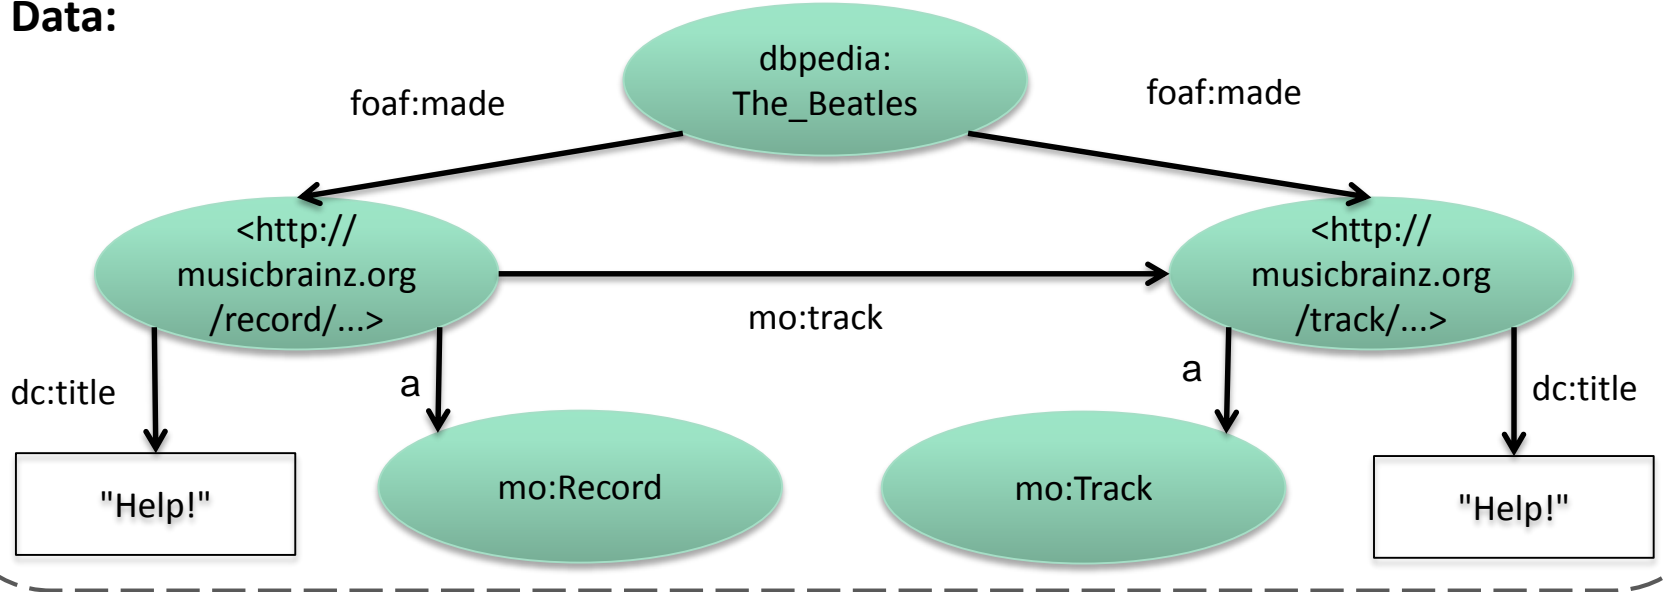 Data:
dbpedia:
The_Beatles
foaf:made
foaf:made
<http://
musicbrainz.org
/record/...>
mo:track
<http://
musicbrainz.org
/track/...>
dc:title
a
a
dc:title
"Help!"
mo:Record
mo:Track
"Help!"